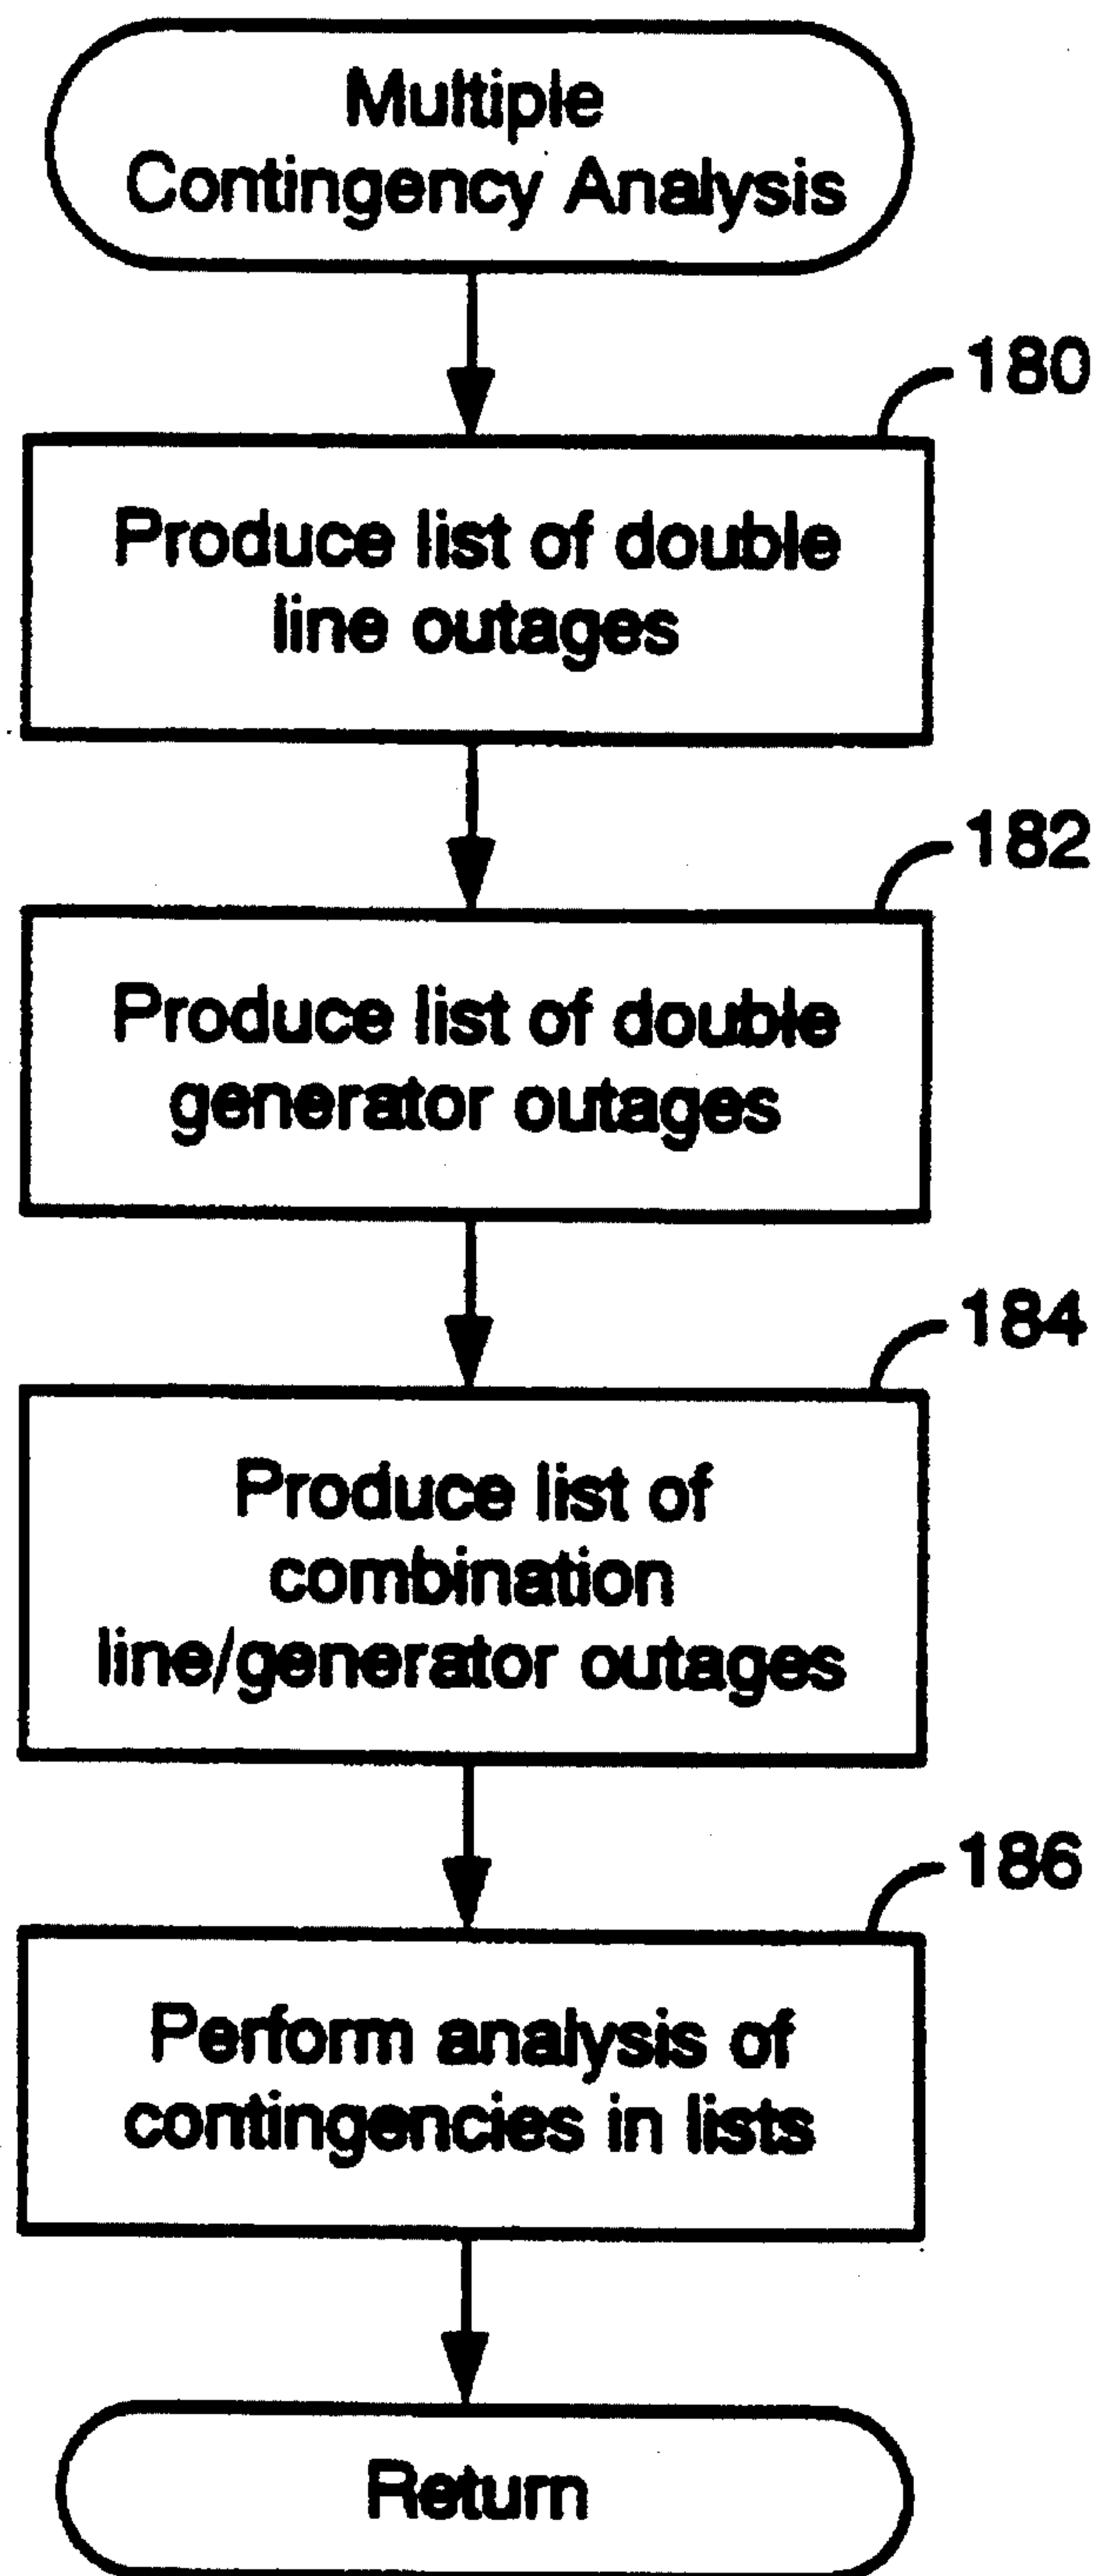 Multiple
Contingency Analysis
180
Produce list of double
line outages
182
Produce list of double
generator outages
184
Produce list of
combination
line/generator outages
186
Perform analysis of
contingencies in lists
Return